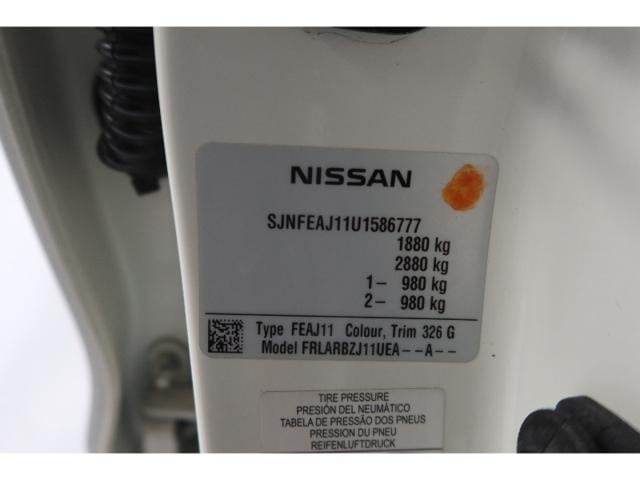 NISSAN
SJNFEAJ11U1586777
1880 kg
2880 kg
1- 980 kg
2- 980 kg
Type FEAJ11 Colour, Trim 326 G
Model FRLARBZJ11UEA--A--
TIRE PRESSURE
PRESIÓN DEL NEUMÁTICO
TABELA DE PRESSÃO DOS PNEUS
PRESSION DU PNEU
REIFENLUFTDRUCK